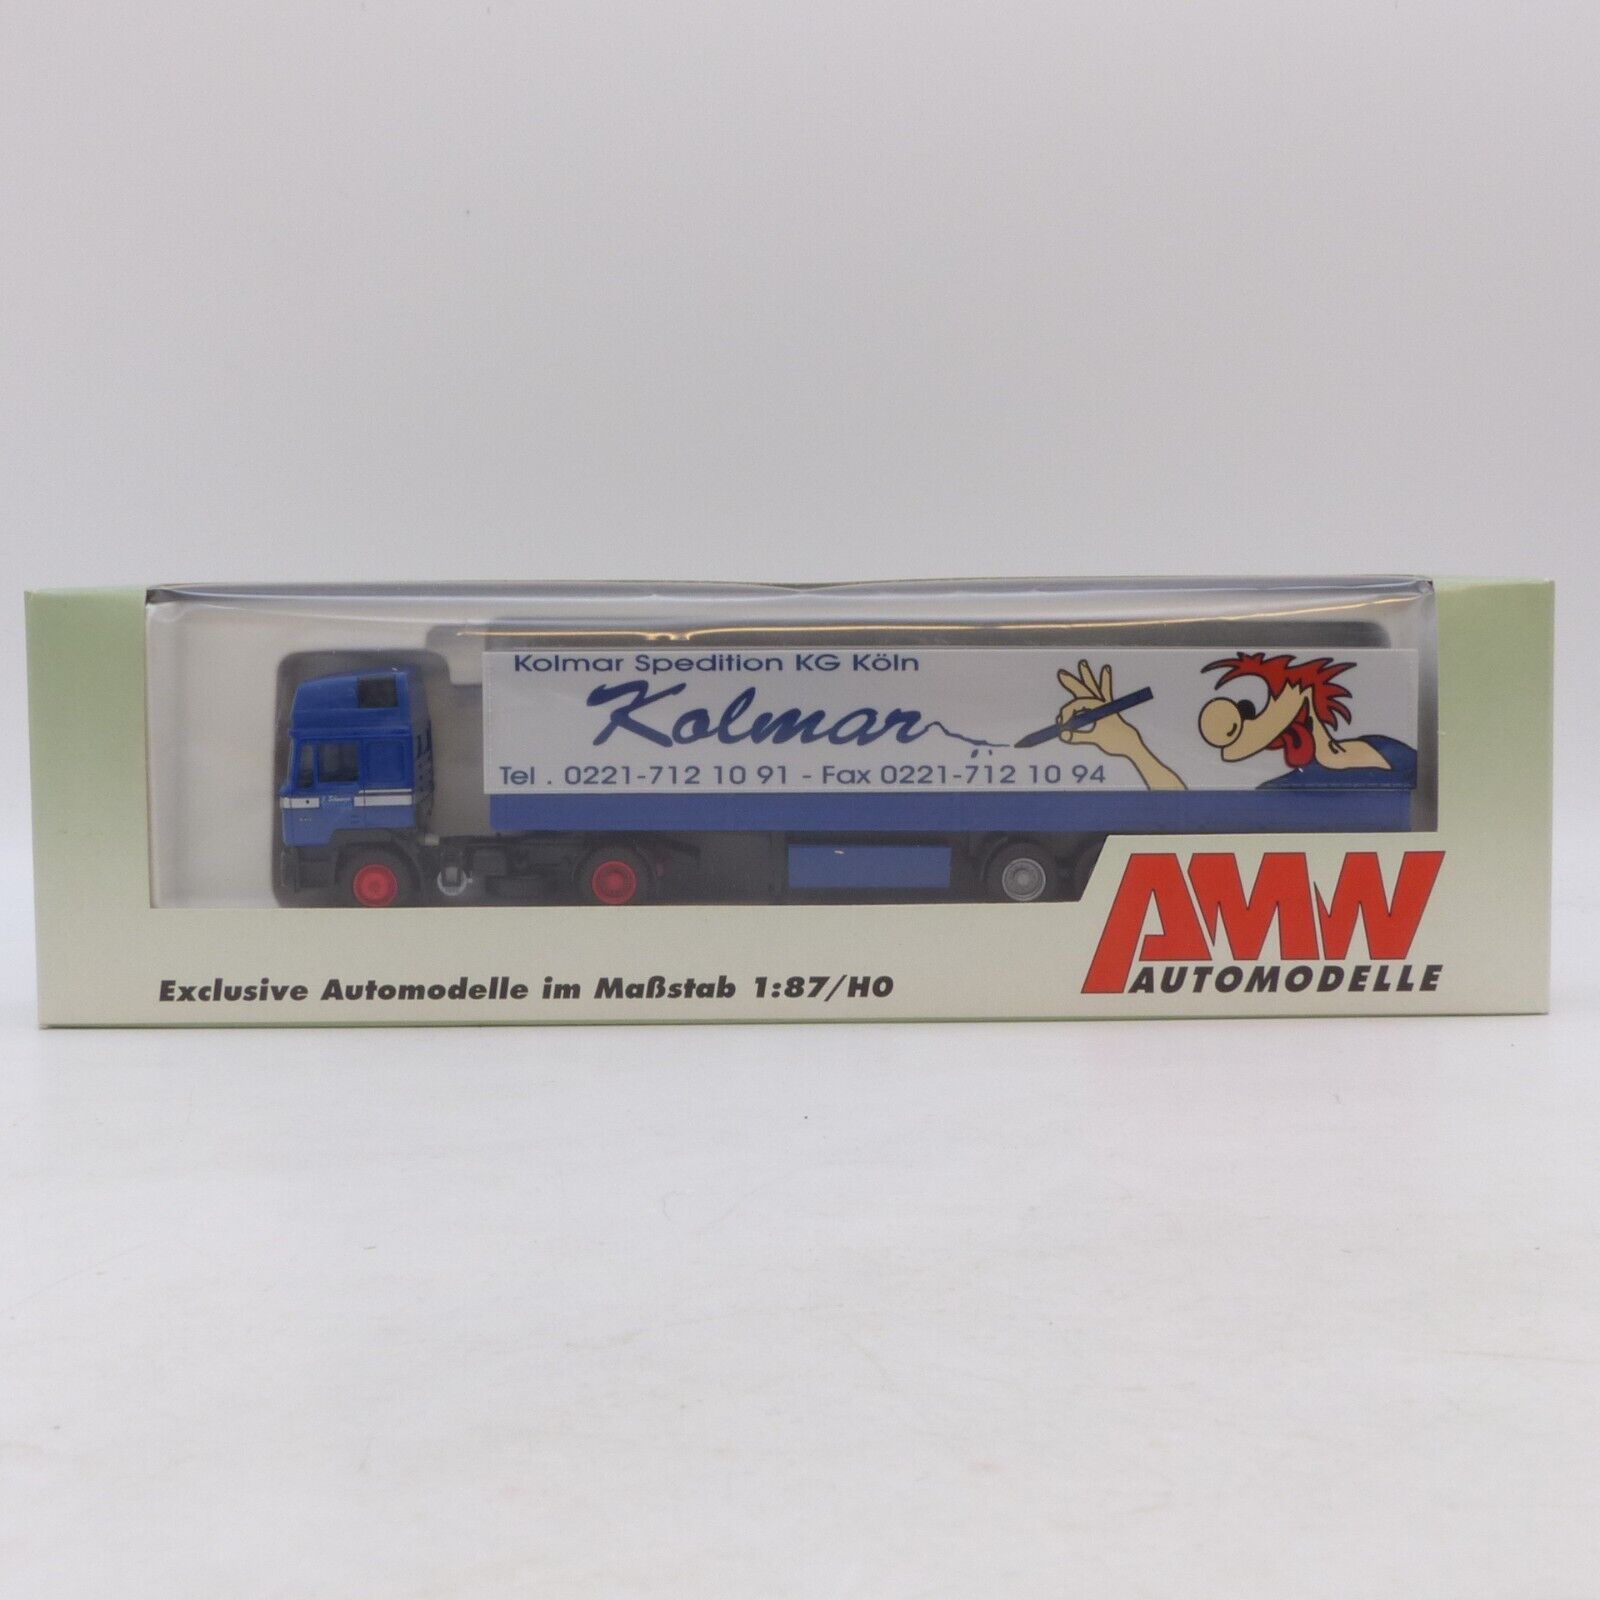 Kolmar Spedition KG Köln
Kolmar
Tel . 0221-712 10 91 - Fax 0221-712 10 94
AMW
AUTOMODELLE
Exclusive Automodelle im Maßstab 1:87/HO